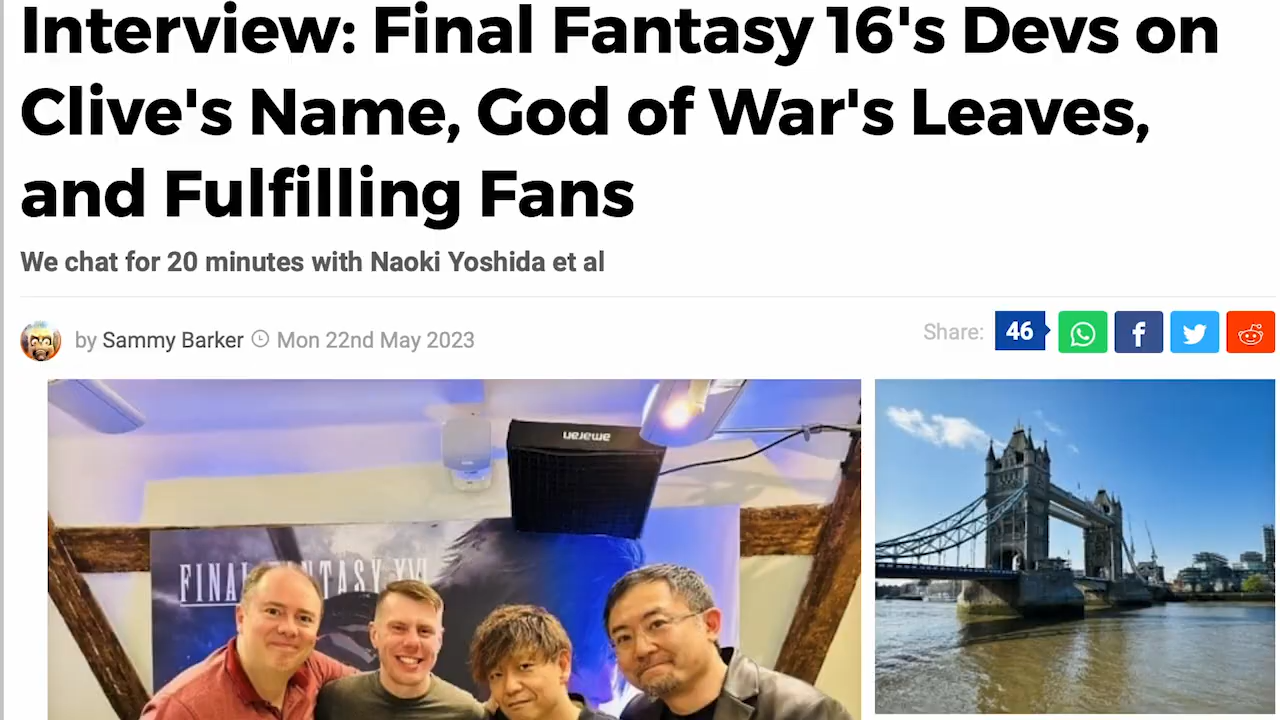 Interview: Final Fantasy 16's Devs on
Clive's Name, God of War's Leaves,
and Fulfilling Fans
We chat for 20 minutes with Naoki Yoshida et al
by Sammy Barker Mon 22nd May 2023
Share: 46
FINAL FANTASY XVI